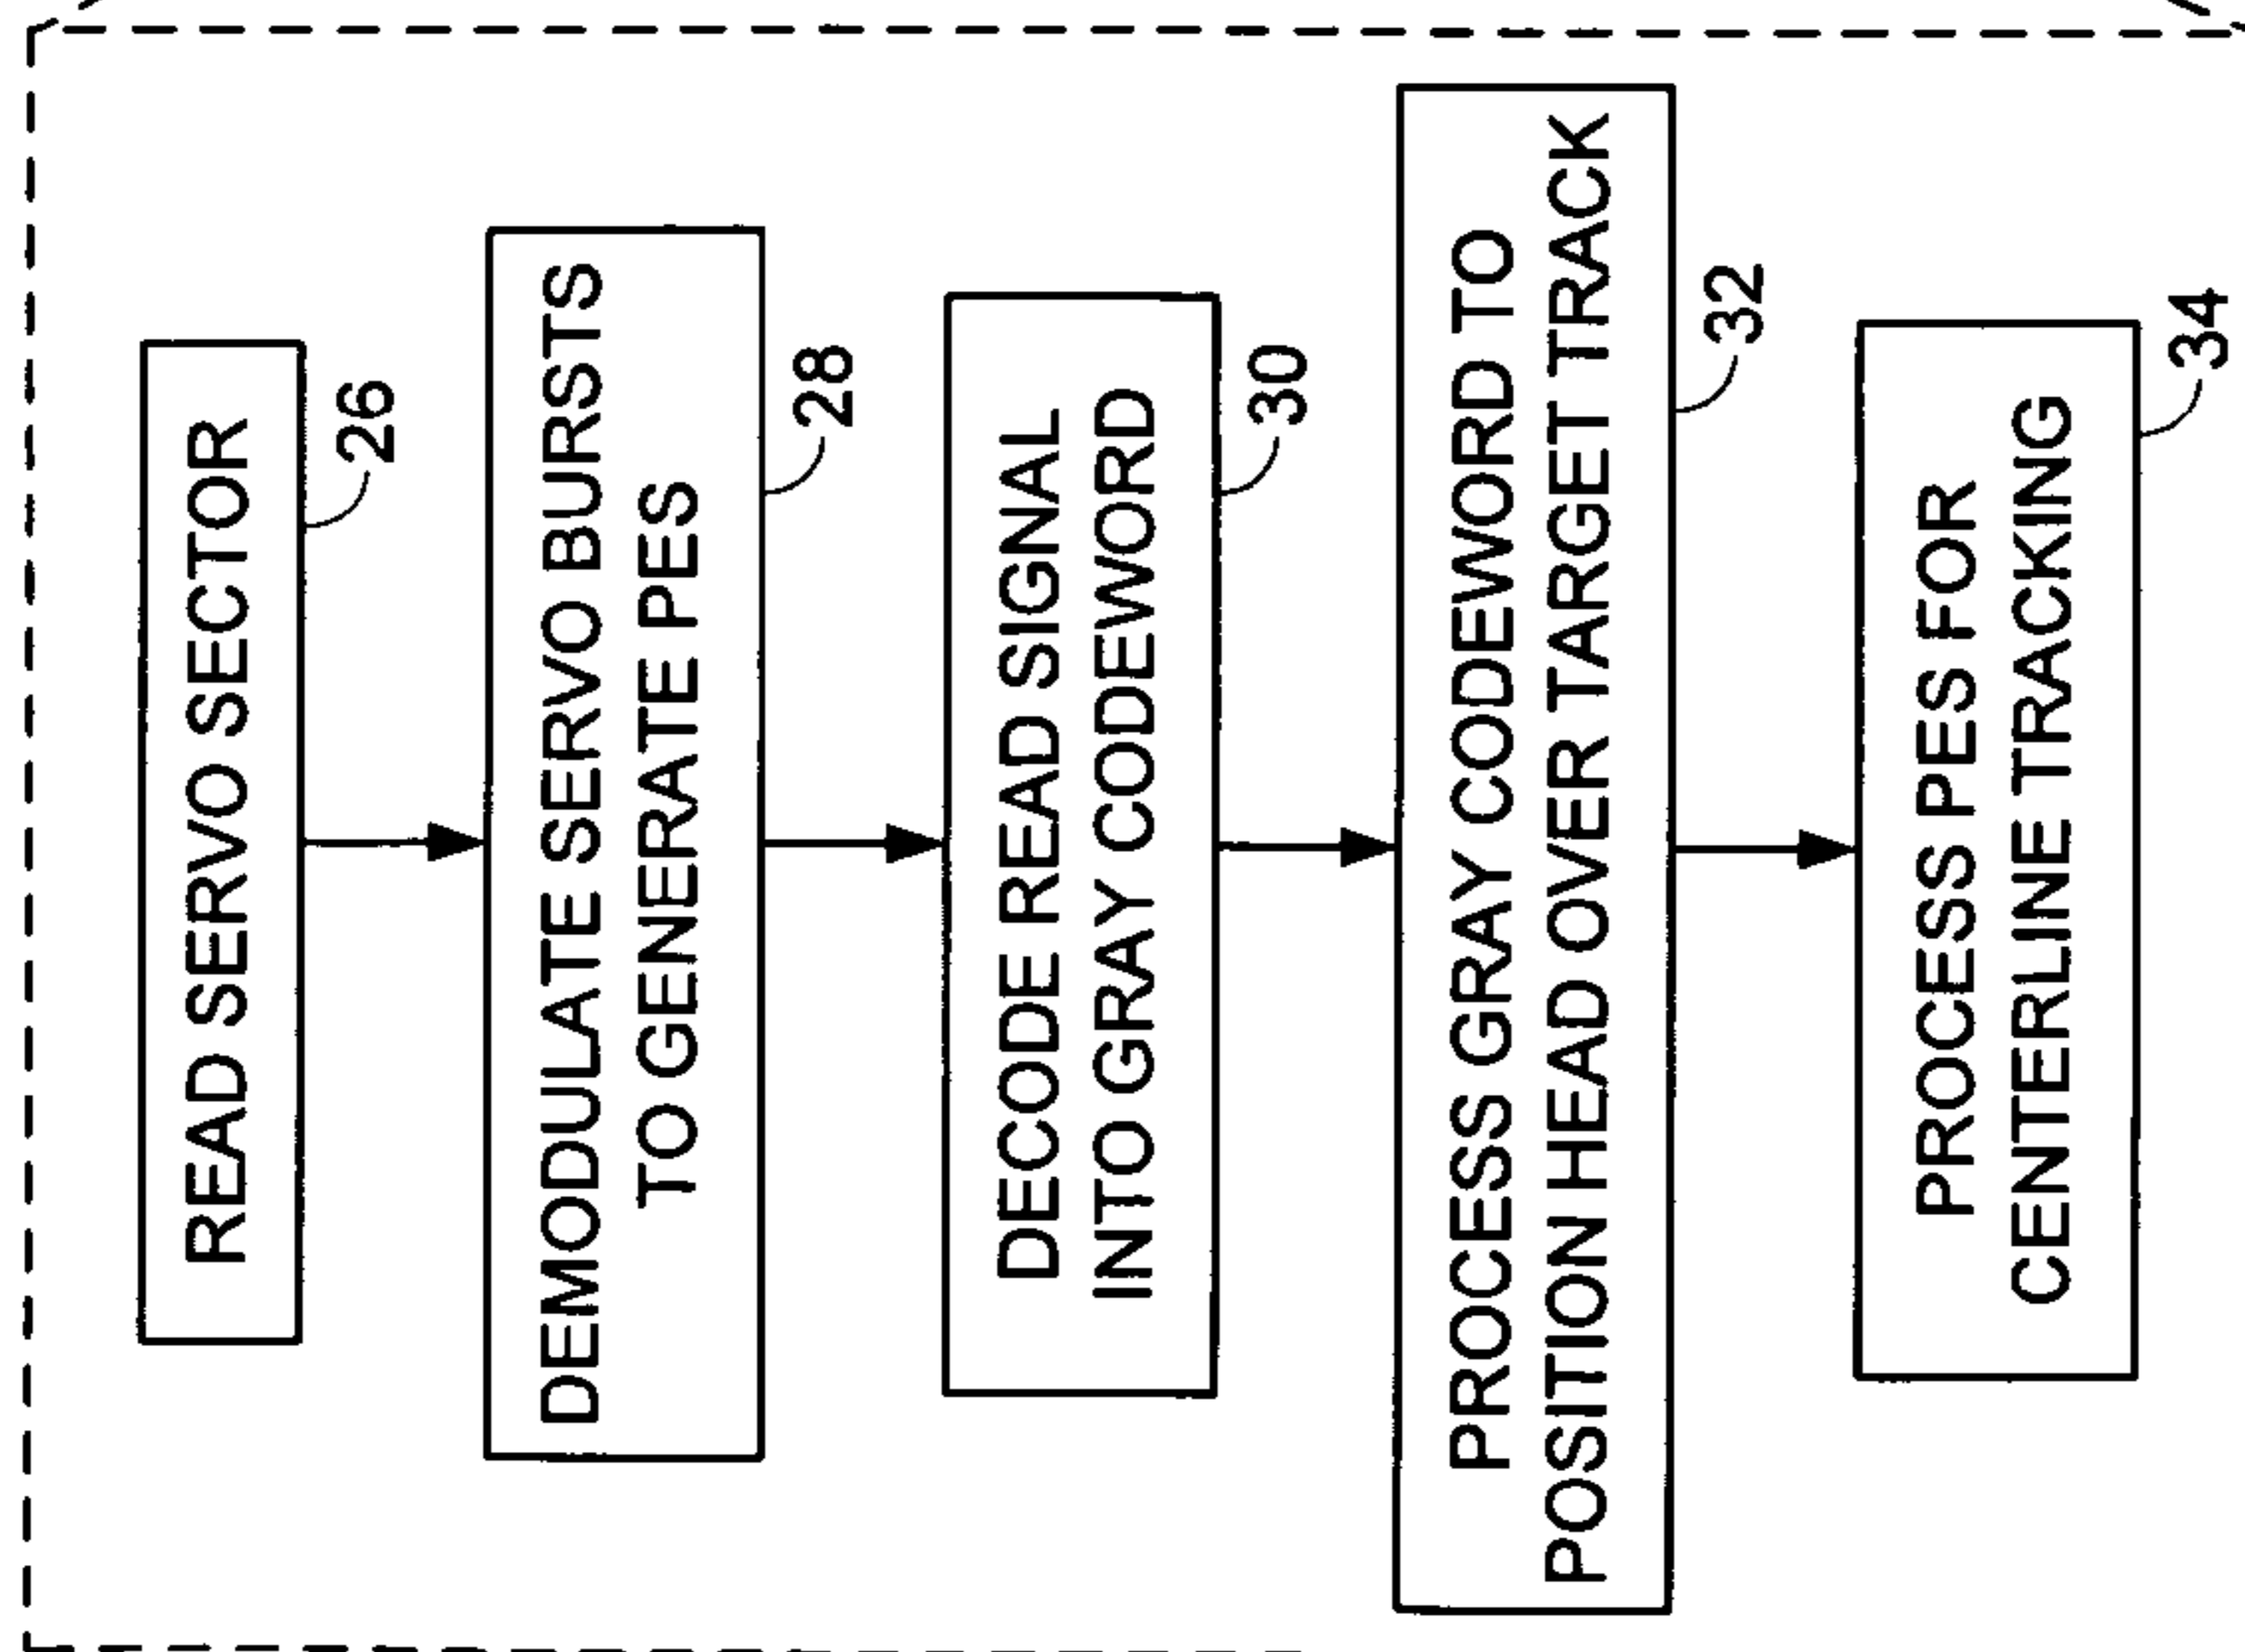 READ SERVO SECTOR
26
DEMODULATE SERVO BURSTS
TO GENERATE PES
28
DECODE READ SIGNAL
INTO GRAY CODEWORD
30
PROCESS GRAY CODEWORD TO
POSITION HEAD OVER TARGET TRACK
32
PROCESS PES FOR
CENTERLINE TRACKING
34